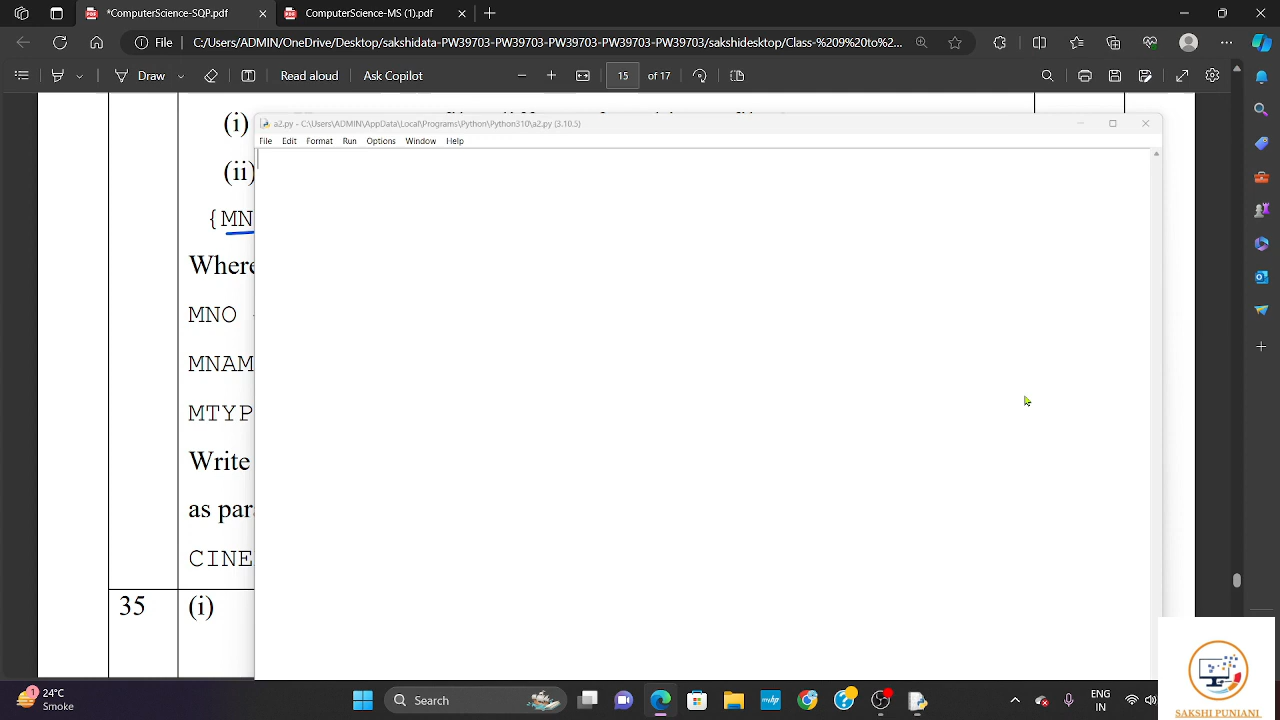 *ComputerScience-SQP.pdf
ComputerScience-MS (1).pdf
File
C:/Users/ADMIN/OneDrive/Desktop/sakshidata-PW39703-PW39703-PW39703-PW39703/sakshidesktop/Class-%209%20to%2...
Draw
Read aloud
Ask Copilot
15
of 17
(i)
a2.py - C:\Users\ADMIN\AppData\Local\Programs\Python\Python310\a2.py (3.10.5)
File Edit Format Run Options Window Help
(ii)
{MN
Where
MNO
MNAM
MTYP
Write
as par
CINE
35
(i)
1
24°C
Smoke
Search
ENG
IN
SAKSHI PUNIANI